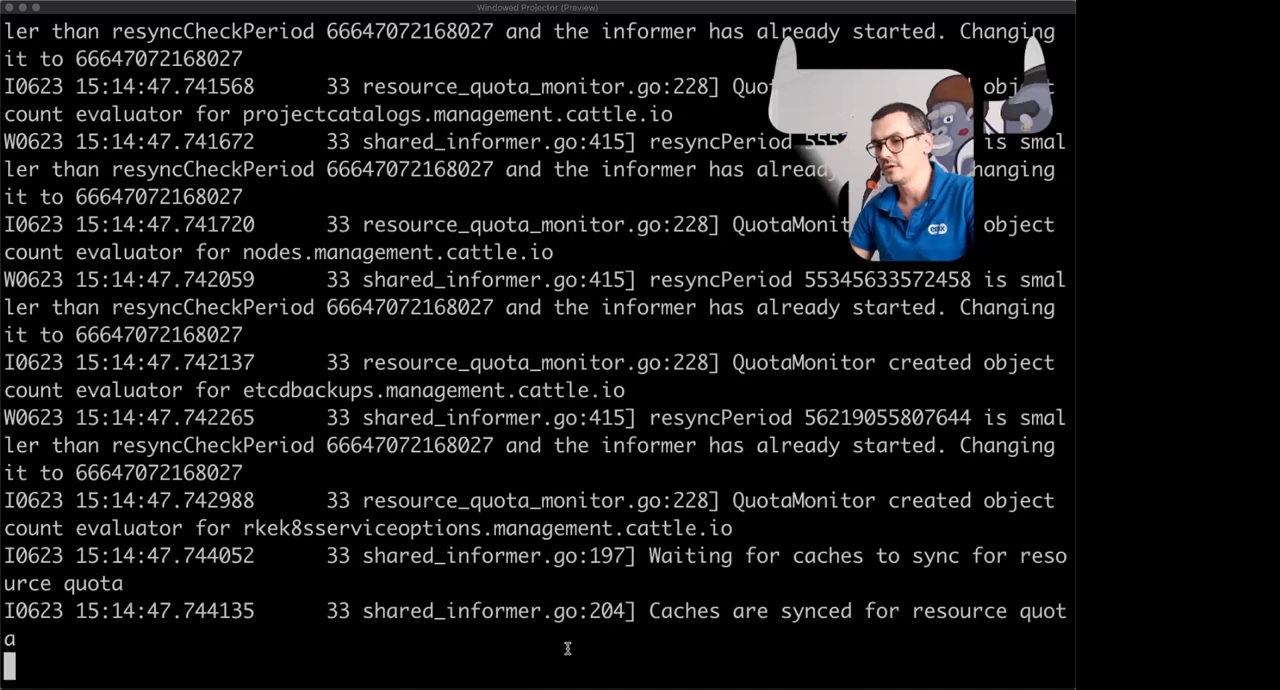 Windowed Projector (Preview)
ler than resyncCheckPeriod 66647072168027 and the informer has already started. Changing
it to 66647072168027
I0623 15:14:47.741568 33 resource_quota_monitor.go:228] object
count evaluator for projectcatalogs.management.cattle.io
W0623 15:14:47.741672 33 shared_informer.go:415] resyncPeriod is smal
ler than resyncCheckPeriod 66647072168027 and the informer has
it to 66647072168027
I0623 15:14:47.741720 33 resource_quota_monitor.go:228] object
count evaluator for nodes.management.cattle.io
W0623 15:14:47.742059 33 shared_informer.go:415] resyncPeriod 55345633572458 is smal
ler than resyncCheckPeriod 66647072168027 and the informer has already started. Changing
it to 66647072168027
I0623 15:14:47.742137 33 resource_quota_monitor.go:228] QuotaMonitor created object
count evaluator for etcdbackups.management.cattle.io
W0623 15:14:47.742265 33 shared_informer.go:415] resyncPeriod 56219055807644 is smal
ler than resyncCheckPeriod 66647072168027 and the informer has already started. Changing
it to 66647072168027
I0623 15:14:47.742988 33 resource_quota_monitor.go:228] QuotaMonitor created object
count evaluator for rkek8sserviceoptions.management.cattle.io
I0623 15:14:47.744052 33 shared_informer.go:197] Waiting for caches to sync for reso
urce quota
I0623 15:14:47.744135 33 shared_informer.go:204] Caches are synced for resource quot
a